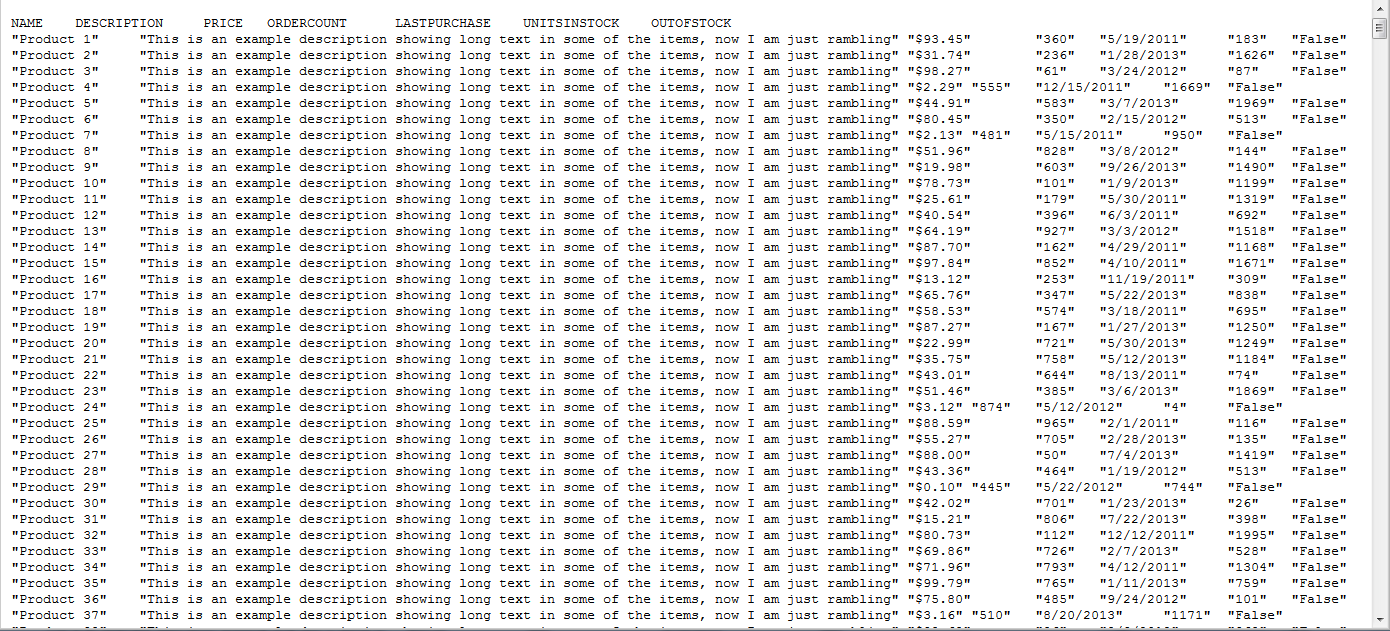 NAME DESCRIPTION PRICE ORDERCOUNT LASTPURCHASE UNITSINSTOCK OUTOFSTOCK
"Product 1" "This is an example description showing long text in some of the items, now I am just rambling" "$93.45" "360" "5/19/2011" "183" "False"
"Product 2" "This is an example description showing long text in some of the items, now I am just rambling" "$31.74" "236" "1/28/2013" "1626" "False"
"Product 3" "This is an example description showing long text in some of the items, now I am just rambling" "$98.27" "61" "3/24/2012" "87" "False"
"Product 4" "This is an example description showing long text in some of the items, now I am just rambling" "$2.29" "555" "12/15/2011" "1669" "False"
"Product 5" "This is an example description showing long text in some of the items, now I am just rambling" "$44.91" "583" "3/7/2013" "1969" "False"
"Product 6" "This is an example description showing long text in some of the items, now I am just rambling" "$80.45" "350" "2/15/2012" "513" "False"
"Product 7" "This is an example description showing long text in some of the items, now I am just rambling" "$2.13" "481" "5/15/2011" "950" "False"
"Product 8" "This is an example description showing long text in some of the items, now I am just rambling" "$51.96" "828" "3/8/2012" "144" "False"
"Product 9" "This is an example description showing long text in some of the items, now I am just rambling" "$19.98" "603" "9/26/2013" "1490" "False"
"Product 10" "This is an example description showing long text in some of the items, now I am just rambling" "$78.73" "101" "1/9/2013" "1199" "False"
"Product 11" "This is an example description showing long text in some of the items, now I am just rambling" "$25.61" "179" "5/30/2011" "1319" "False"
"Product 12" "This is an example description showing long text in some of the items, now I am just rambling" "$40.54" "396" "6/3/2011" "692" "False"
"Product 13" "This is an example description showing long text in some of the items, now I am just rambling" "$64.19" "927" "3/3/2012" "1518" "False"
"Product 14" "This is an example description showing long text in some of the items, now I am just rambling" "$87.70" "162" "4/29/2011" "1168" "False"
"Product 15" "This is an example description showing long text in some of the items, now I am just rambling" "$97.84" "852" "4/10/2011" "1671" "False"
"Product 16" "This is an example description showing long text in some of the items, now I am just rambling" "$13.12" "253" "11/19/2011" "309" "False"
"Product 17" "This is an example description showing long text in some of the items, now I am just rambling" "$65.76" "347" "5/22/2013" "838" "False"
"Product 18" "This is an example description showing long text in some of the items, now I am just rambling" "$58.53" "574" "3/18/2011" "695" "False"
"Product 19" "This is an example description showing long text in some of the items, now I am just rambling" "$87.27" "167" "1/27/2013" "1250" "False"
"Product 20" "This is an example description showing long text in some of the items, now I am just rambling" "$22.99" "721" "5/30/2013" "1249" "False"
"Product 21" "This is an example description showing long text in some of the items, now I am just rambling" "$35.75" "758" "5/12/2013" "1184" "False"
"Product 22" "This is an example description showing long text in some of the items, now I am just rambling" "$43.01" "644" "8/13/2011" "74" "False"
"Product 23" "This is an example description showing long text in some of the items, now I am just rambling" "$51.46" "385" "3/6/2013" "1869" "False"
"Product 24" "This is an example description showing long text in some of the items, now I am just rambling" "$3.12" "874" "5/12/2012" "4" "False"
"Product 25" "This is an example description showing long text in some of the items, now I am just rambling" "$88.59" "965" "2/1/2011" "116" "False"
"Product 26" "This is an example description showing long text in some of the items, now I am just rambling" "$55.27" "705" "2/28/2013" "135" "False"
"Product 27" "This is an example description showing long text in some of the items, now I am just rambling" "$88.00" "50" "7/4/2013" "1419" "False"
"Product 28" "This is an example description showing long text in some of the items, now I am just rambling" "$43.36" "464" "1/19/2012" "513" "False"
"Product 29" "This is an example description showing long text in some of the items, now I am just rambling" "$0.10" "445" "5/22/2012" "744" "False"
"Product 30" "This is an example description showing long text in some of the items, now I am just rambling" "$42.02" "701" "1/23/2013" "26" "False"
"Product 31" "This is an example description showing long text in some of the items, now I am just rambling" "$15.21" "806" "7/22/2013" "398" "False"
"Product 32" "This is an example description showing long text in some of the items, now I am just rambling" "$80.73" "112" "12/12/2011" "1995" "False"
"Product 33" "This is an example description showing long text in some of the items, now I am just rambling" "$69.86" "726" "2/7/2013" "528" "False"
"Product 34" "This is an example description showing long text in some of the items, now I am just rambling" "$71.96" "793" "4/12/2011" "1304" "False"
"Product 35" "This is an example description showing long text in some of the items, now I am just rambling" "$99.79" "765" "1/11/2013" "759" "False"
"Product 36" "This is an example description showing long text in some of the items, now I am just rambling" "$75.80" "485" "9/24/2012" "101" "False"
"Product 37" "This is an example description showing long text in some of the items, now I am just rambling" "$3.16" "510" "8/20/2013" "1171" "False"